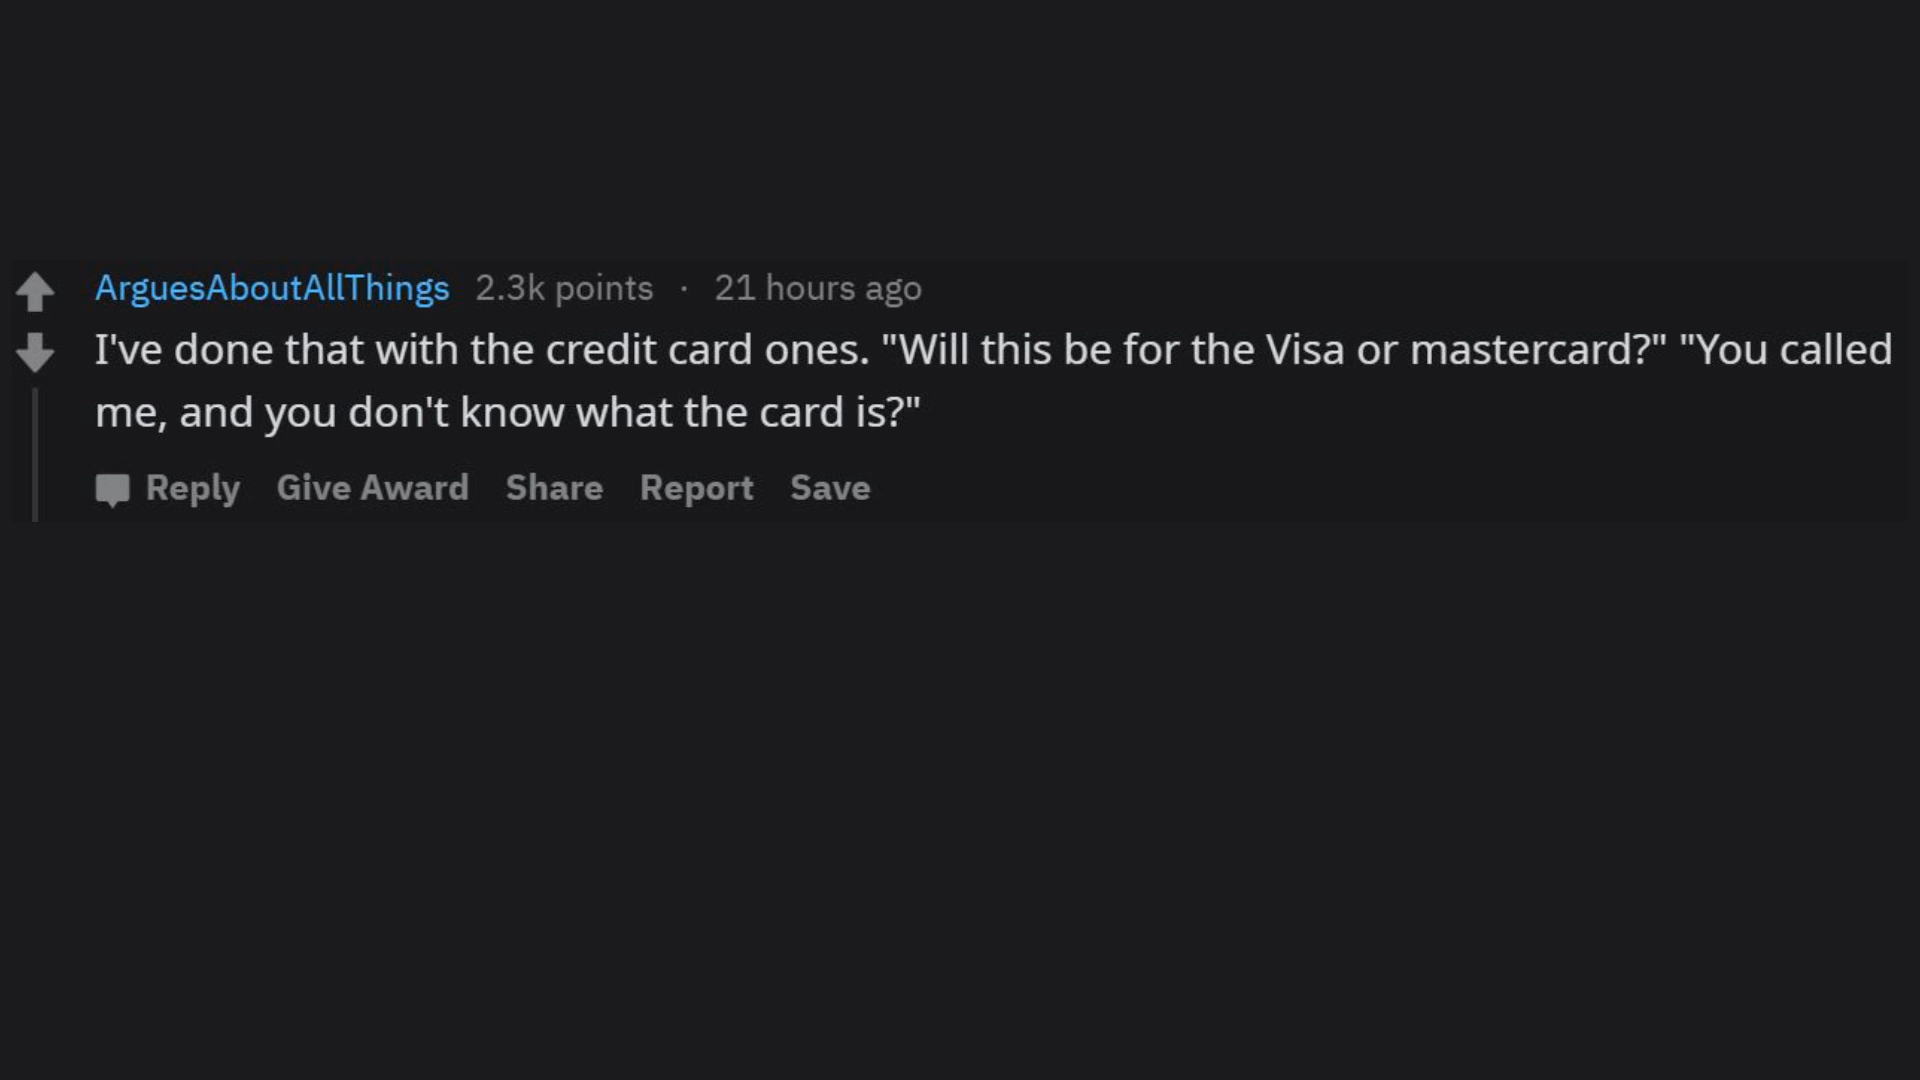 ArguesAboutAllThings 2.3k points · 21 hours ago
I've done that with the credit card ones. "Will this be for the Visa or mastercard?" "You called
me, and you don't know what the card is?"
Reply Give Award Share Report Save